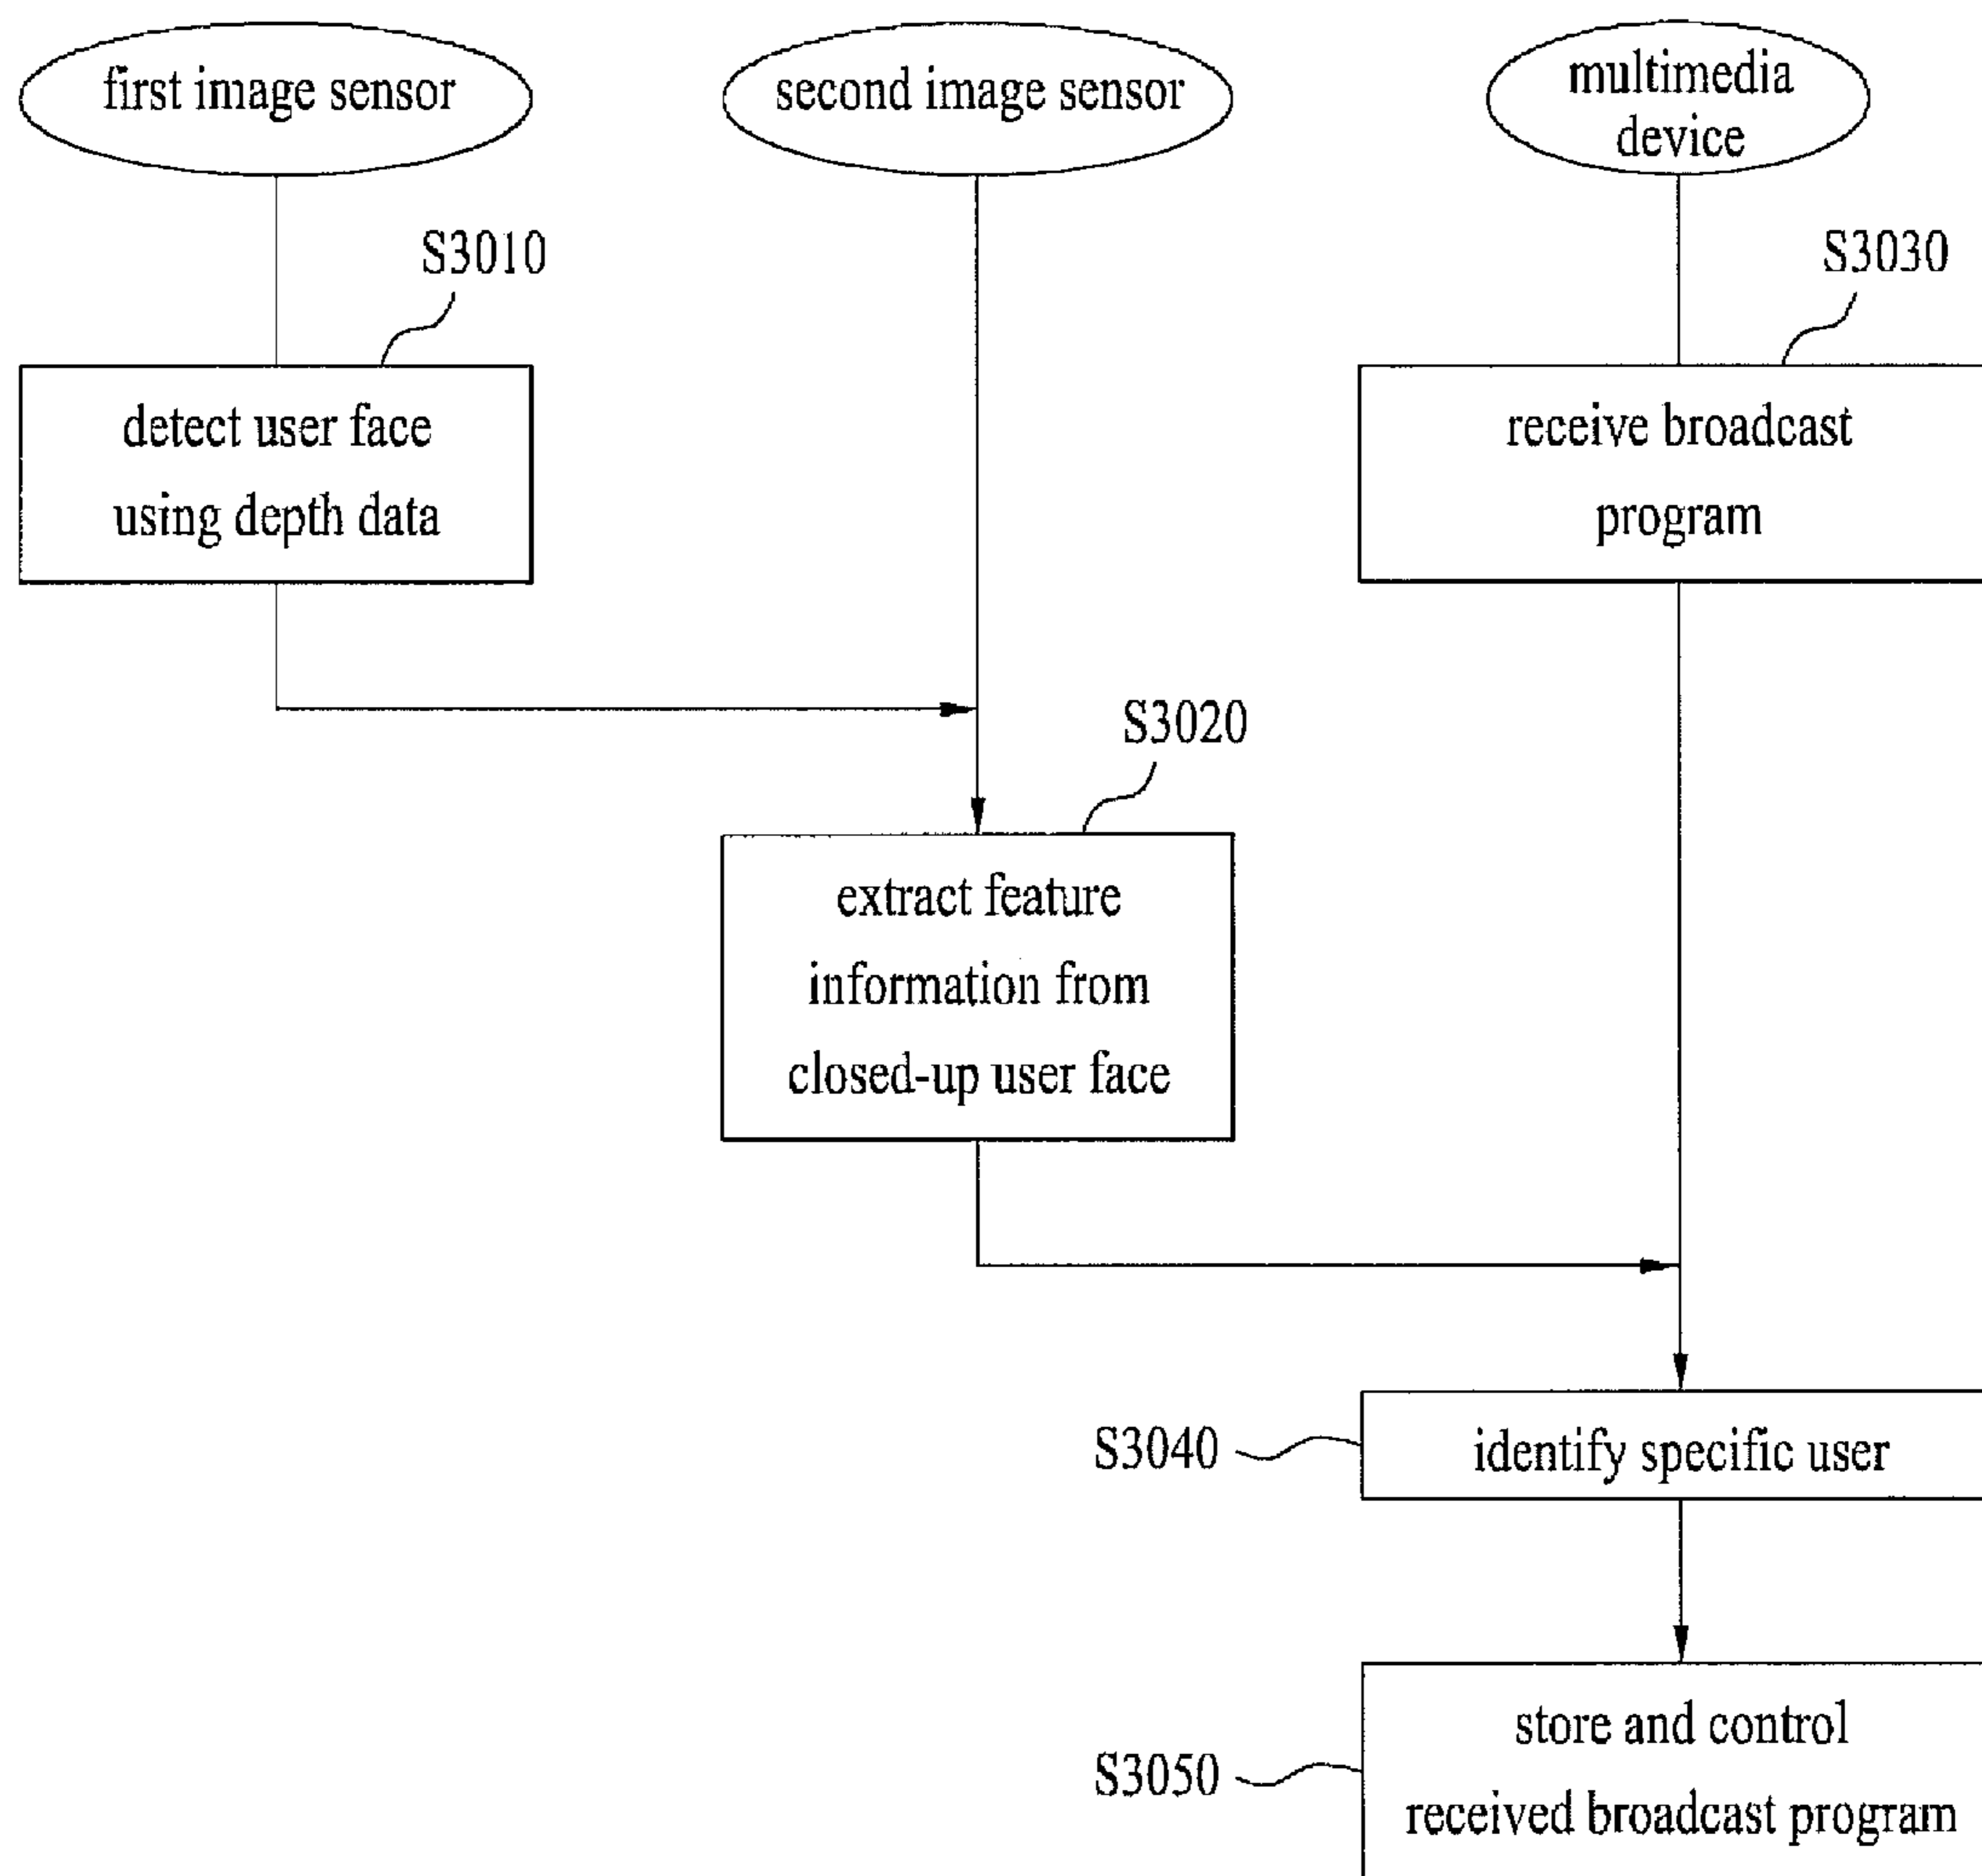 first image sensor
second image sensor
multimedia
device
S3010
S3030
detect user face
using depth data
receive broadcast
program
S3020
extract feature
information from
closed-up user face
S3040
identify specific user
S3050
store and control
received broadcast program